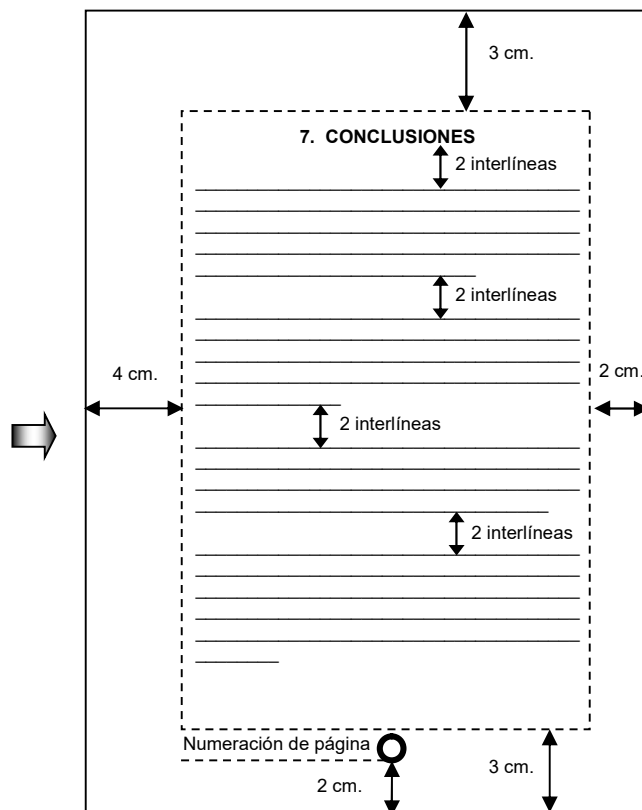 3 cm.
7. CONCLUSIONES
2 interlíneas
2 interlíneas
4 cm.
2 cm.
2 interlíneas
2 interlíneas
Numeración de página
2 cm.
3 cm.